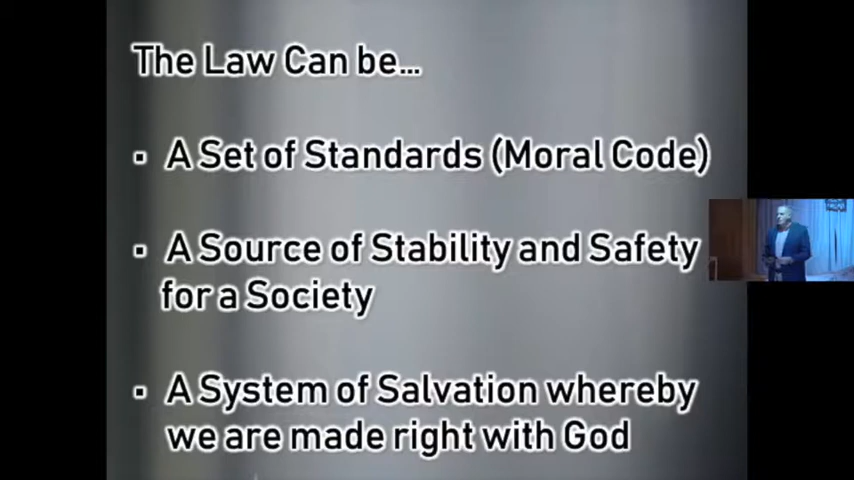 The Law Can be...
▪ A Set of Standards (Moral Code)
▪ A Source of Stability and Safety
for a Society
▪ A System of Salvation whereby
we are made right with God